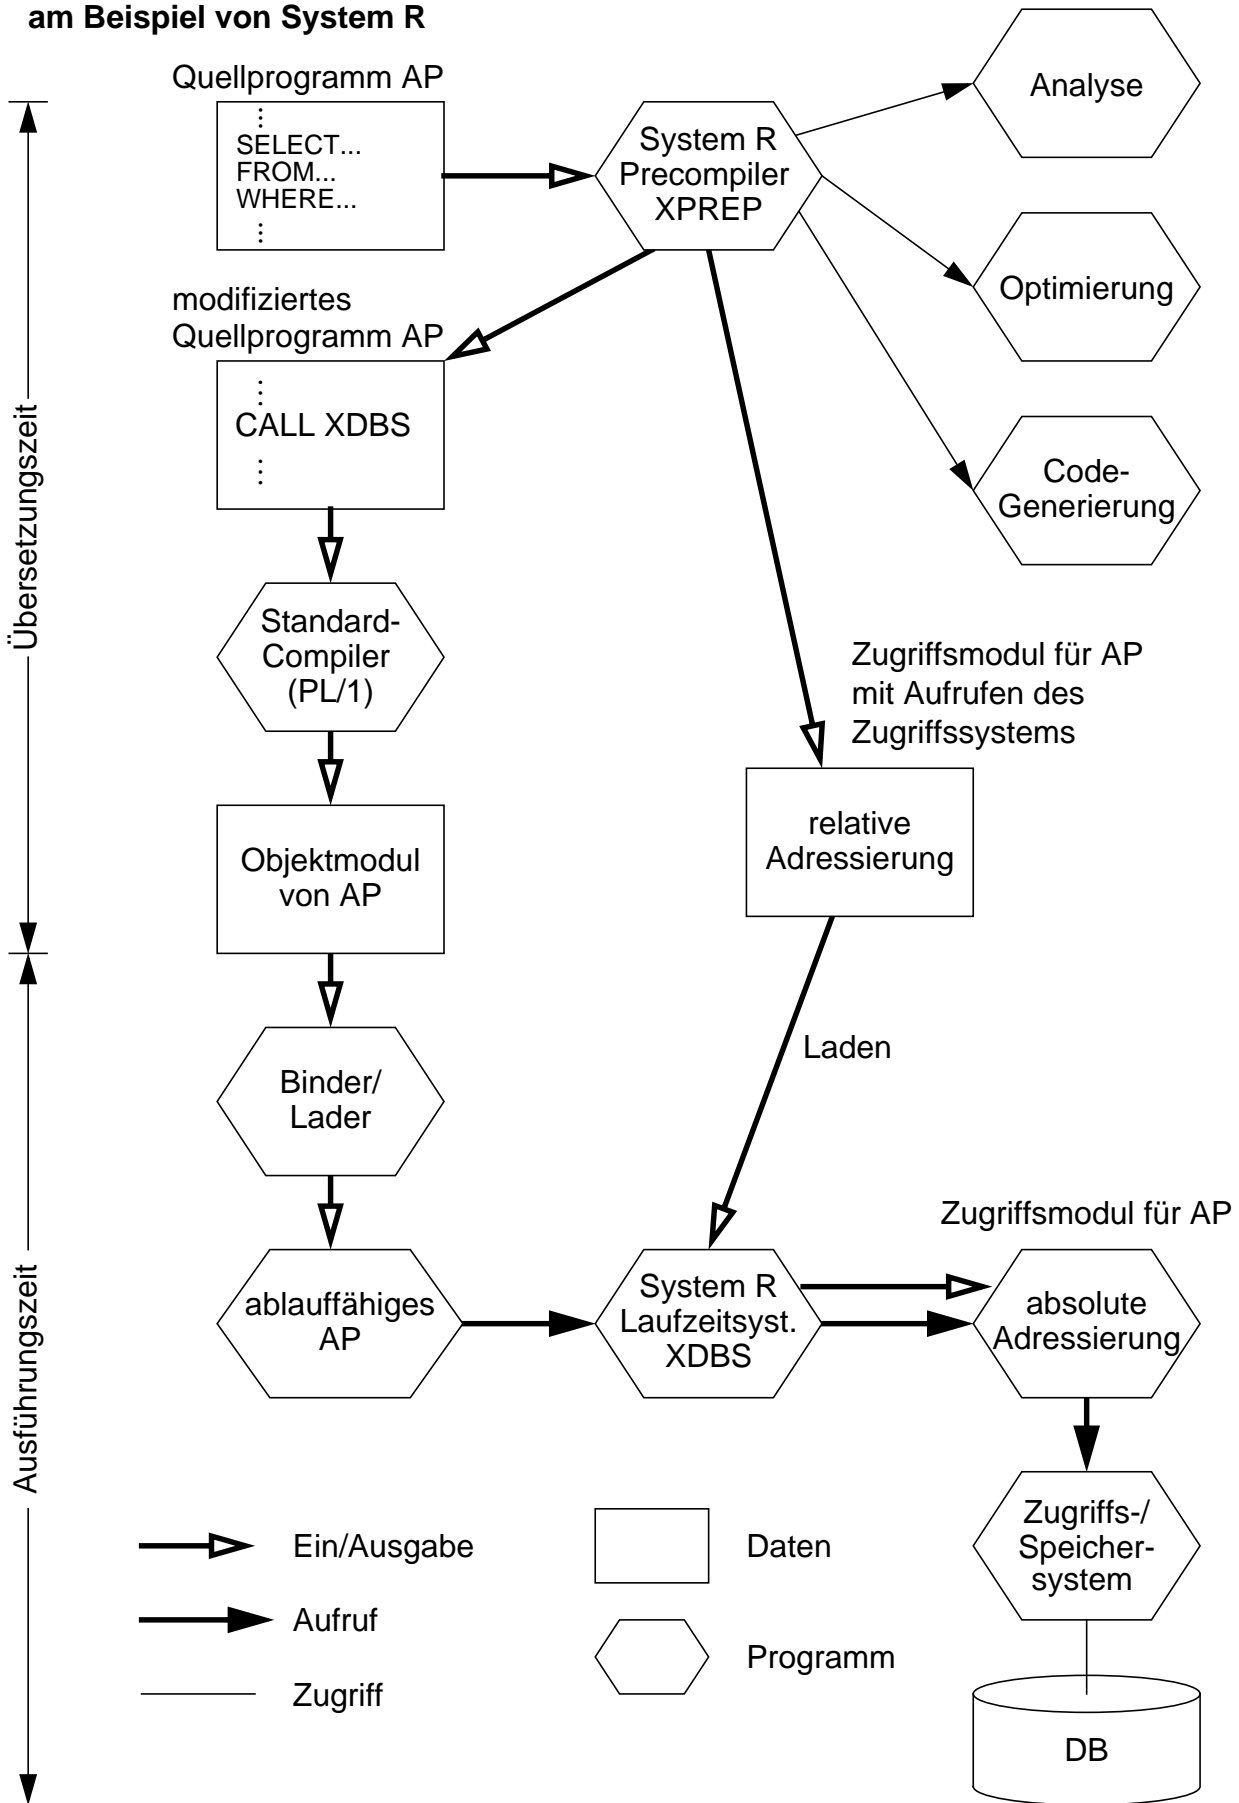 am Beispiel von System R
Quellprogramm AP
SELECT...
FROM...
WHERE...
System R
Precompiler
XPREP
Analyse
Optimierung
Code-
Generierung
modifiziertes
Quellprogramm AP
CALL XDBS
Übersetzungszeit
Standard-
Compiler
(PL/1)
Zugriffsmodul für AP
mit Aufrufen des
Zugriffssystems
relative
Adressierung
Objektmodul
von AP
Laden
Binder/
Lader
Zugriffsmodul für AP
Ausführungszeit
ablauffähiges
AP
System R
Laufzeitsyst.
XDBS
absolute
Adressierung
Zugriffs-/
Speicher-
system
DB
Ein/Ausgabe
Aufruf
Zugriff
Daten
Programm